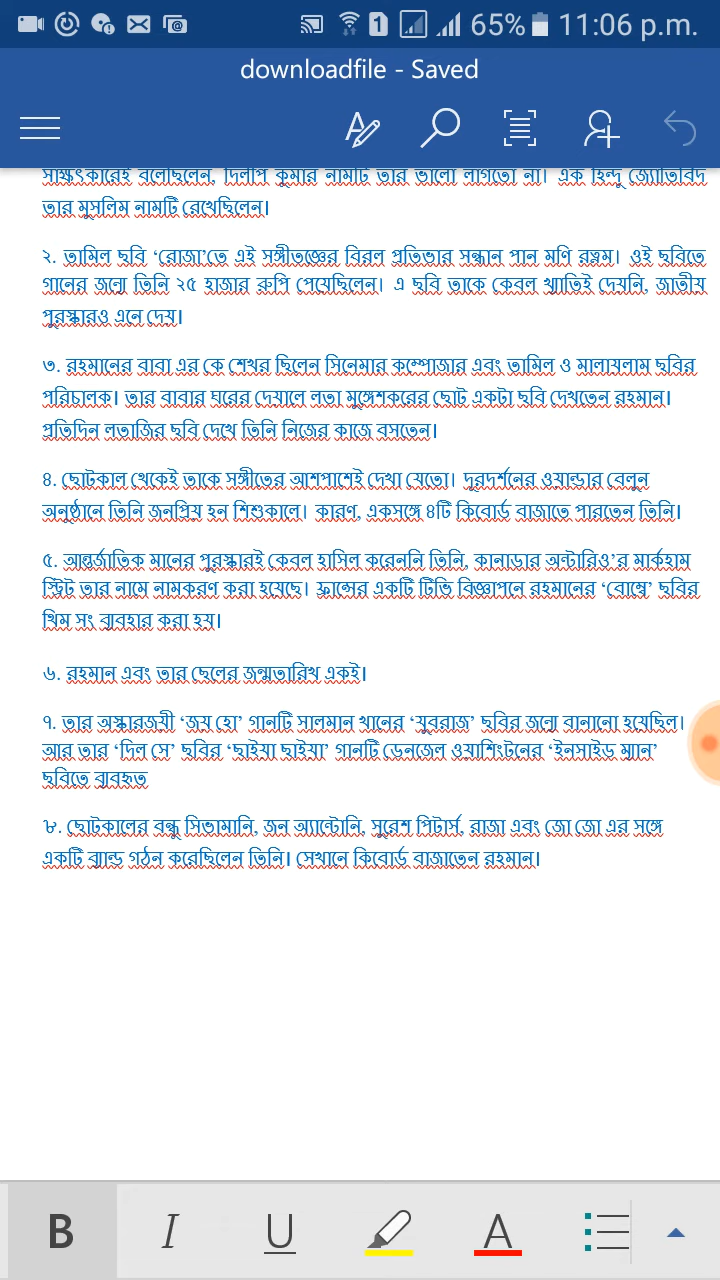 65% 11:06 p.m.
downloadfile - Saved
সাক্ষৎকারেই বলেছিলেন, দিলীপ কুমার নামটি তার ভালো লাগতো না। এক হিন্দু জ্যোতির্বিদ
তার মুসলিম নামটি রেখেছিলেন।
২. তামিল ছবি ‘রোজা’তে এই সঙ্গীতজ্ঞের বিরল প্রতিভার সন্ধান পান মণি রত্নম। ওই ছবিতে
গানের জন্যে তিনি ২৫ হাজার রুপি পেয়েছিলেন। এ ছবি তাকে কেবল খ্যাতিই দেয়নি, জাতীয়
পুরস্কারও এনে দেয়।
৩. রহমানের বাবা এর কে শেখর ছিলেন সিনেমার কম্পোজার এবং তামিল ও মালায়লাম ছবির
পরিচালক। তার বাবার ঘরের দেয়ালে লতা মুঙ্গেশকরের ছোট একটা ছবি দেখতেন রহমান।
প্রতিদিন লতাজির ছবি দেখে তিনি নিজের কাজে বসতেন।
৪. ছোটকাল থেকেই তাকে সঙ্গীতের আশপাশেই দেখা যেতো। দূরদর্শনের ওয়ান্ডার বেলুন
অনুষ্ঠানে তিনি জনপ্রিয় হন শিশুকালে। কারণ, একসঙ্গে ৪টি কিবোর্ড বাজাতে পারতেন তিনি।
৫. আন্তর্জাতিক মানের পুরস্কারই কেবল হাসিল করেননি তিনি, কানাডার অন্টারিও’র মার্কহাম
স্ট্রিট তার নামে নামকরণ করা হয়েছে। ফ্রান্সের একটি টিভি বিজ্ঞাপনে রহমানের ‘বোম্বে’ ছবির
থিম সং ব্যবহার করা হয়।
৬. রহমান এবং তার ছেলের জন্মতারিখ একই।
৭. তার অস্কারজয়ী ‘জয় হো’ গানটি সালমান খানের ‘যুবরাজ’ ছবির জন্যে বানানো হয়েছিল।
আর তার ‘দিল সে’ ছবির ‘ছাইয়া ছাইয়া’ গানটি ডেনজেল ওয়াশিংটনের ‘ইনসাইড ম্যান’
ছবিতে ব্যবহৃত
৮. ছোটকালের বন্ধু সিভামানি, জন অ্যান্টোনি, সুরেশ পিটার্স, রাজা এবং জো জো এর সঙ্গে
একটি ব্যান্ড গঠন করেছিলেন তিনি। সেখানে কিবোর্ড বাজাতেন রহমান।
B I U A